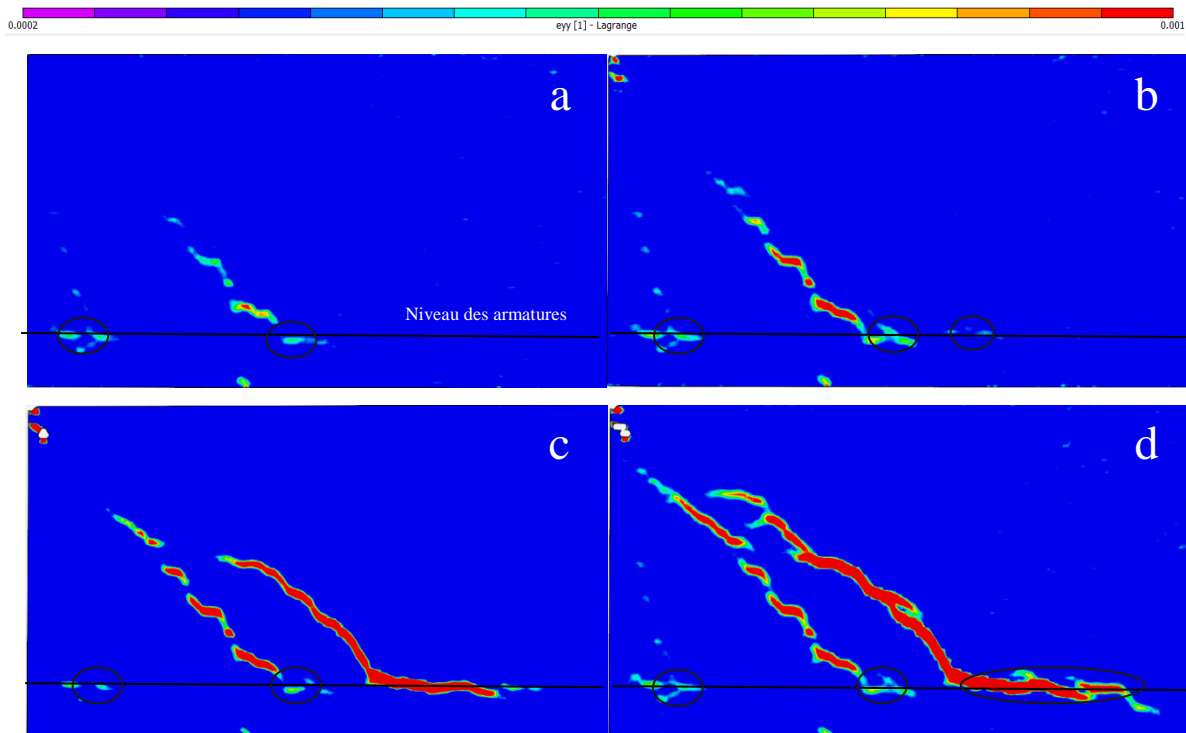 0.0002
eyy [1] - Lagrange
0.001
a
b
Niveau des armatures
c
d